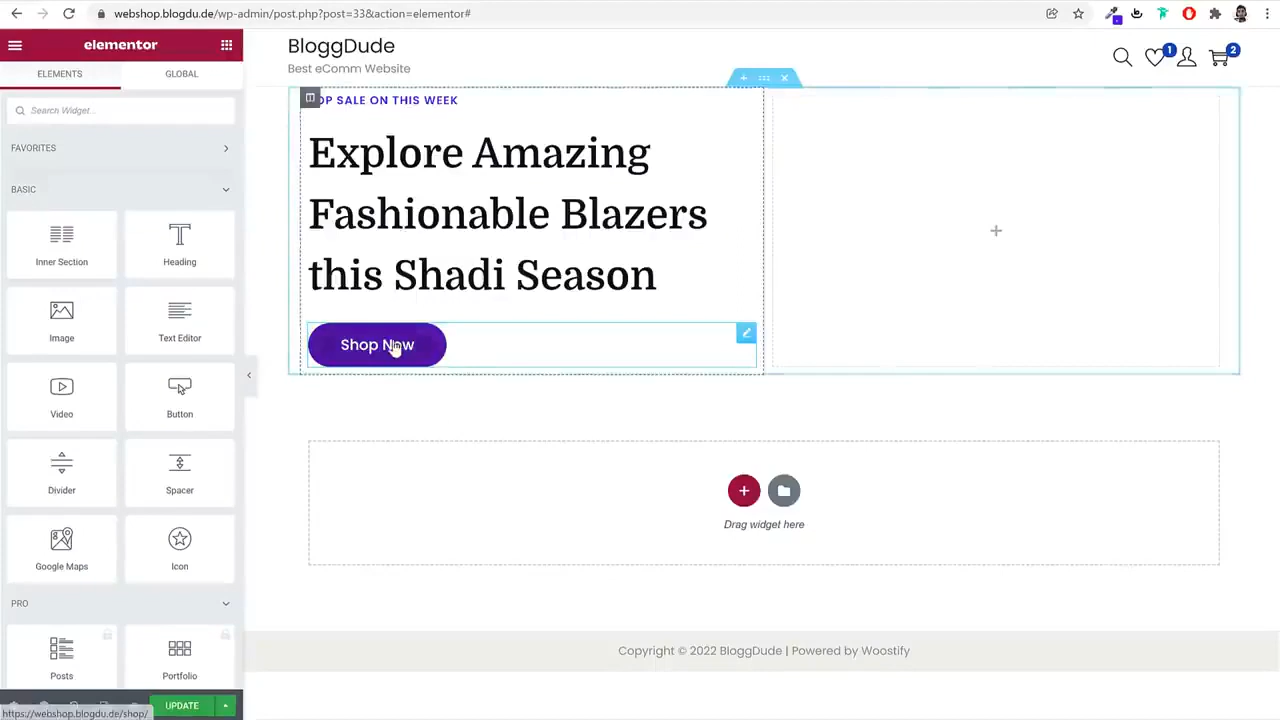 webshop.blogdu.de/wp-admin/post.php?post=33&action=elementor#
elementor
ELEMENTS
GLOBAL
Search Widget...
FAVORITES
BASIC
Inner Section
Heading
Image
Text Editor
Video
Button
Divider
Spacer
Google Maps
Icon
PRO
Posts
Portfolio
UPDATE
https://webshop.blogdu.de/shop/
BloggDude
Best eComm Website
1
2
OP SALE ON THIS WEEK
Explore Amazing
Fashionable Blazers
this Shadi Season
Shop Now
Drag widget here
Copyright © 2022 BloggDude | Powered by Woostify